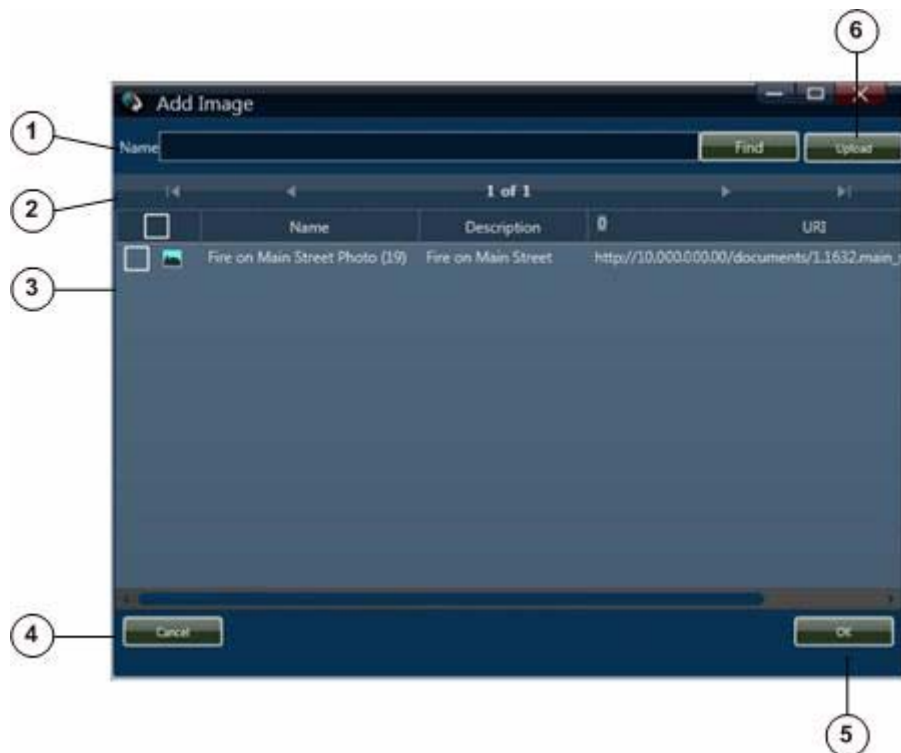 6
Add Image
1
Name Find Upload
2
1 of 1
Name Description 0 URI
Fire on Main Street Photo (19) Fire on Main Street http://10.000.000.00/documents/1.1632.main_
3
4
Cancel OK
5